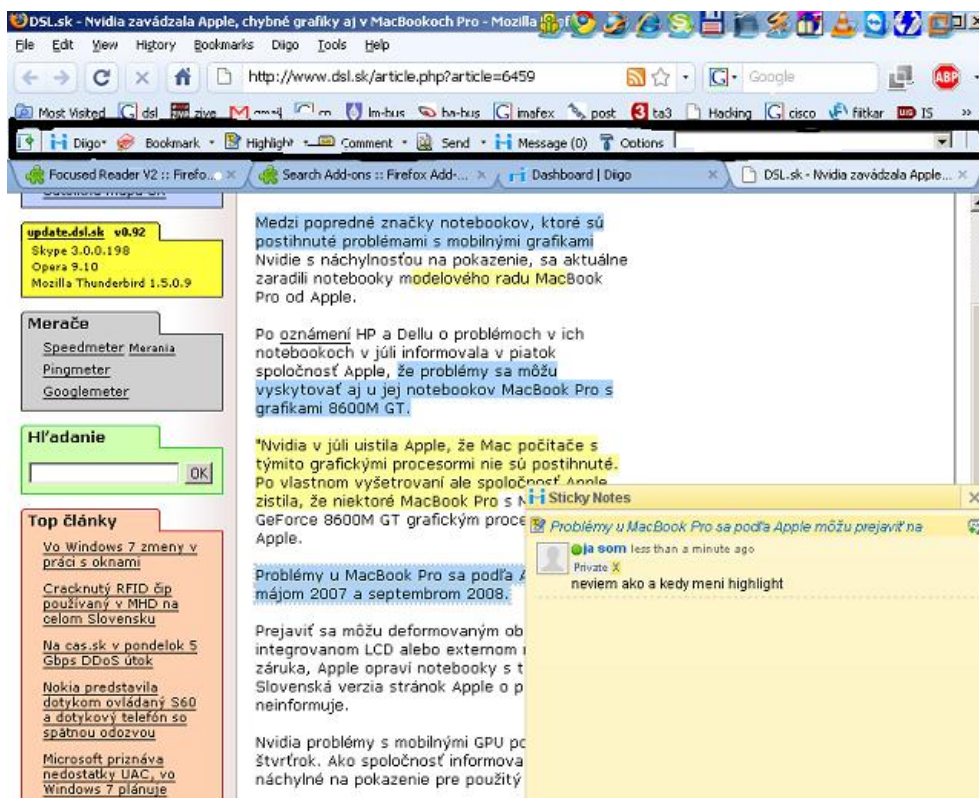 DSL.sk - Nvidia zavádzala Apple, chybné grafiky aj v MacBookoch Pro - Mozilla
File Edit View History Bookmarks Diigo Tools Help
http://www.dsl.sk/article.php?article=6459 Google ABP
Most Visited dsl zive lm-hus ba-hus imafex post ta3 Hacking cisco fiitkar IS »
Diigo Bookmark Highlight Comment Send Message (0) Options
Focused Reader V2 :: Firefo... Search Add-ons :: Firefox Add-... Dashboard | Diigo DSL.sk - Nvidia zavádzala Apple...
update.dsl.sk v0.92
Skype 3.0.0.198
Opera 9.10
Mozilla Thunderbird 1.5.0.9
Merače
Speedmeter Merania
Pingmeter
Googlemeter
Hľadanie
OK
Top články
Vo Windows 7 zmeny v
práci s oknami
Cracknutý RFID čip
používaný v MHD na
celom Slovensku
Na cas.sk v pondelok 5
Gbps DDoS útok
Nokia predstavila
dotykom ovládaný S60
a dotykový telefón so
spätnou odozvou
Microsoft priznáva
nedostatky UAC, vo
Windows 7 plánuje
Medzi popredné značky notebookov, ktoré sú
postihnuté problémami s mobilnými grafikami
Nvidie s náchylnosťou na pokazenie, sa aktuálne
zaradili notebooky modelového radu MacBook
Pro od Apple.
Po oznámení HP a Dellu o problémoch v ich
notebookoch v júli informovala v piatok
spoločnosť Apple, že problémy sa môžu
vyskytovať aj u jej notebookov MacBook Pro s
grafikami 8600M GT.
"Nvidia v júli uistila Apple, že Mac počítače s
týmito grafickými procesormi nie sú postihnuté.
Po vlastnom vyšetrovaní ale spoločnosť Apple
zistila, že niektoré MacBook Pro s
GeForce 8600M GT grafickým
Apple.
Problémy u MacBook Pro sa podľa
májom 2007 a septembrom 2008.
Prejaviť sa môžu deformovaným
integrovanom LCD alebo externom
záruka, Apple opraví notebooky s
Slovenská verzia stránok Apple o
neinformuje.
Nvidia problémy s mobilnými GPU
štvrťrok. Ako spoločnosť
náchylné na pokazenie pre použitý
Sticky Notes
Problémy u MacBook Pro sa podľa Apple môžu prejaviť na
ja som less than a minute ago
Private X
neviem ako a kedy meni highlight